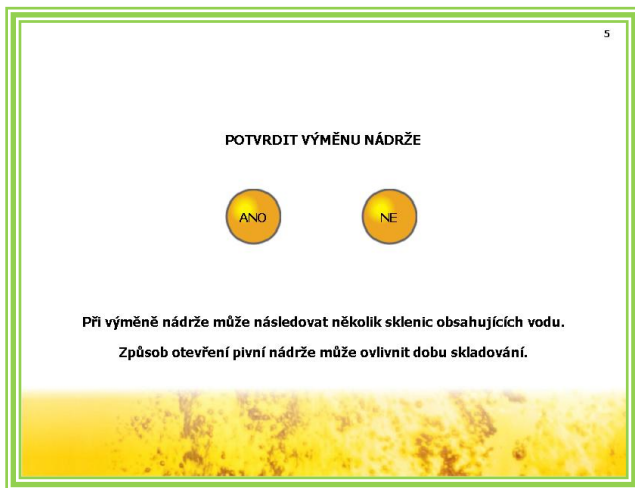 5
POTVRDIT VÝMĚNU NÁDRŽE
ANO NE
Při výměně nádrže může následovat několik sklenic obsahujících vodu.
Způsob otevření pivní nádrže může ovlivnit dobu skladování.